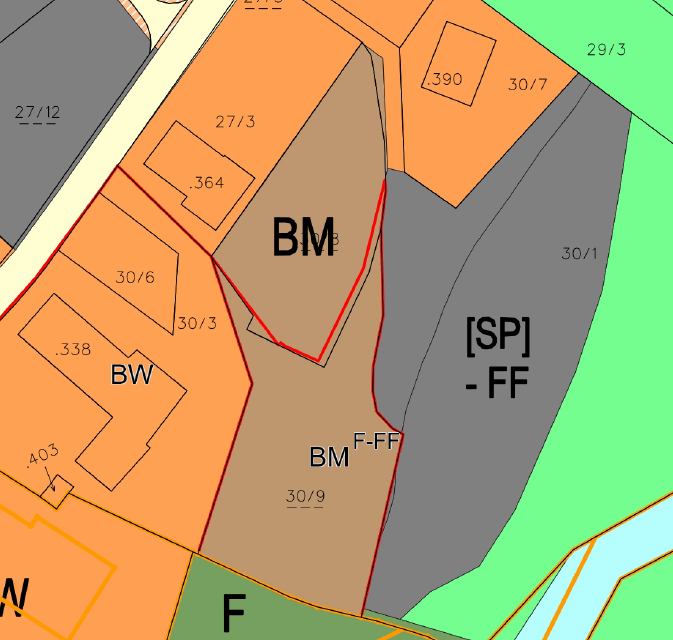 29/3
.390
30/7
27/12
27/3
.364
BM
30/1
30/6
30/3
[SP]
- FF
.338
BW
F-FF
BM
.403
30/9
W
F